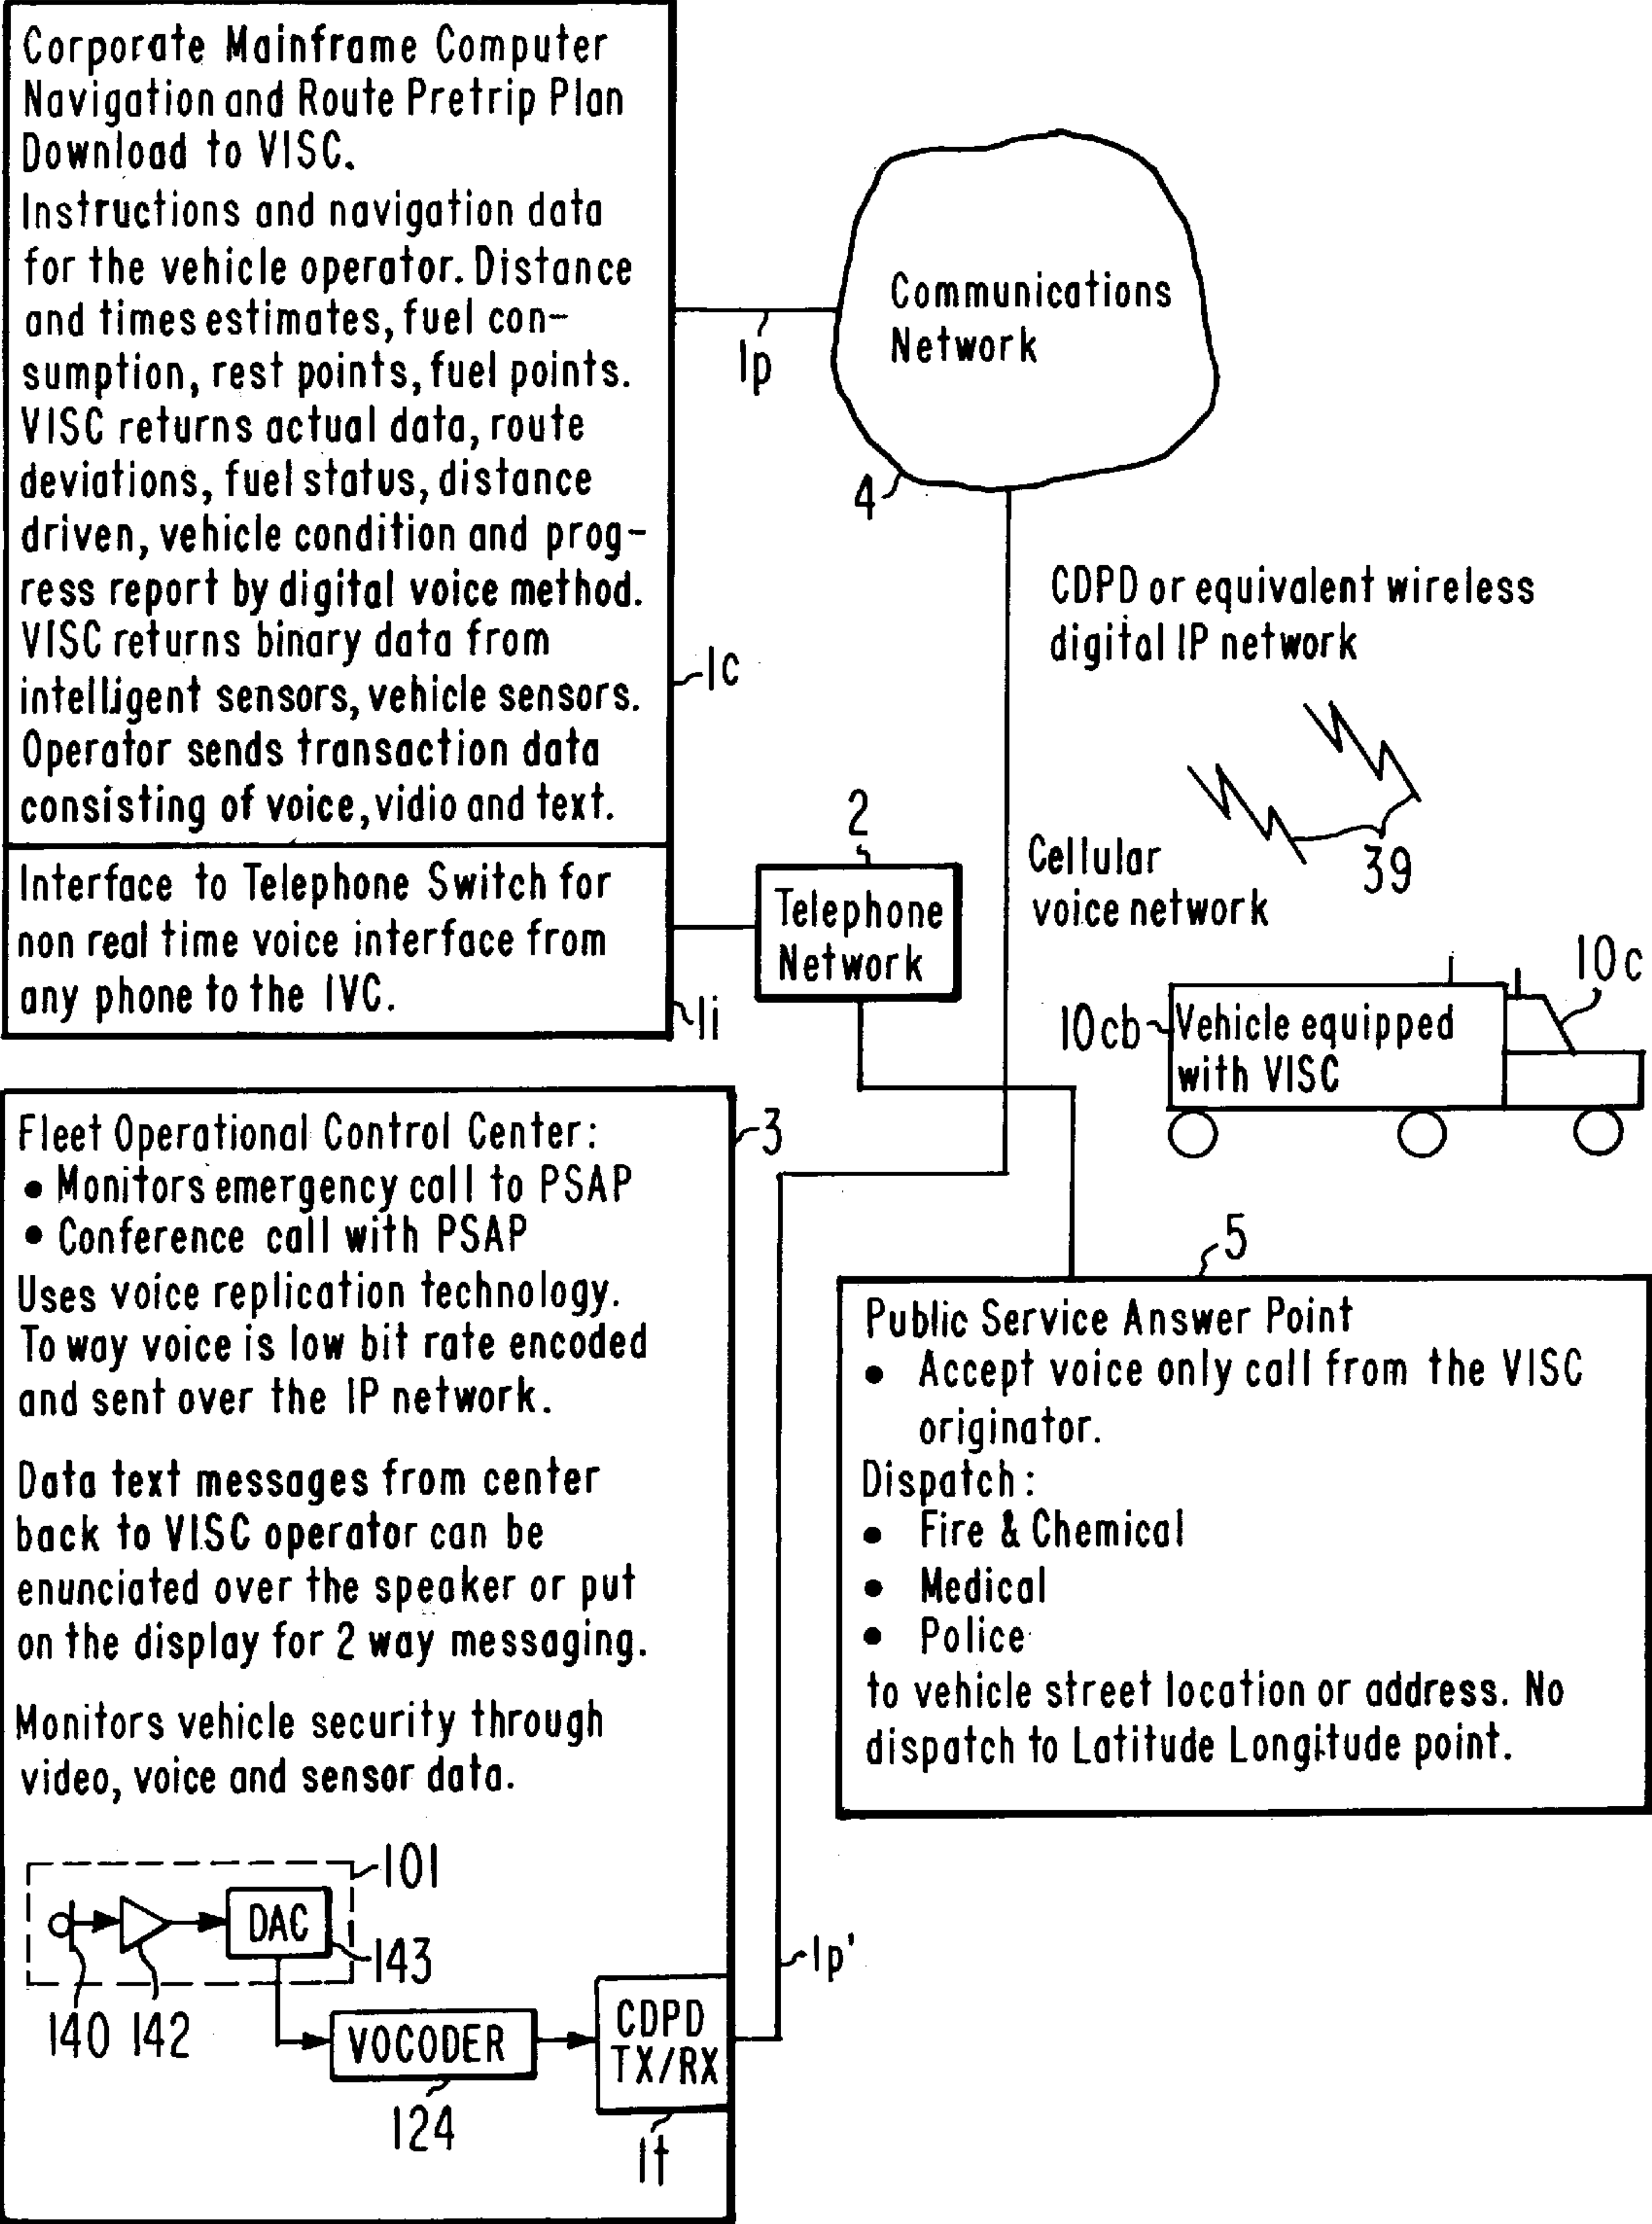 Corporate Mainframe Computer
Navigation and Route Pretrip Plan
Download to VISC.
Instructions and navigation data
for the vehicle operator. Distance
and times estimates, fuel con-
sumption, rest points, fuel points.
VISC returns actual data, route
deviations, fuel status, distance
driven, vehicle condition and prog-
ress report by digital voice method.
VISC returns binary data from
intelligent sensors, vehicle sensors.
Operator sends transaction data
consisting of voice, vidio and text.
1c
Interface to Telephone Switch for
non real time voice interface from
any phone to the IVC.
1i
1p
Communications
Network
4
2
Telephone
Network
CDPD or equivalent wireless
digital IP network
39
Cellular
voice network
10c
10cb
Vehicle equipped
with VISC
Fleet Operational Control Center:
• Monitors emergency call to PSAP
• Conference call with PSAP
Uses voice replication technology.
To way voice is low bit rate encoded
and sent over the IP network.
Data text messages from center
back to VISC operator can be
enunciated over the speaker or put
on the display for 2 way messaging.
Monitors vehicle security through
video, voice and sensor data.
3
101
DAC
143
140
142
VOCODER
124
CDPD
TX/RX
1t
1p'
5
Public Service Answer Point
• Accept voice only call from the VISC
originator.
Dispatch:
• Fire & Chemical
• Medical
• Police
to vehicle street location or address. No
dispatch to Latitude Longitude point.